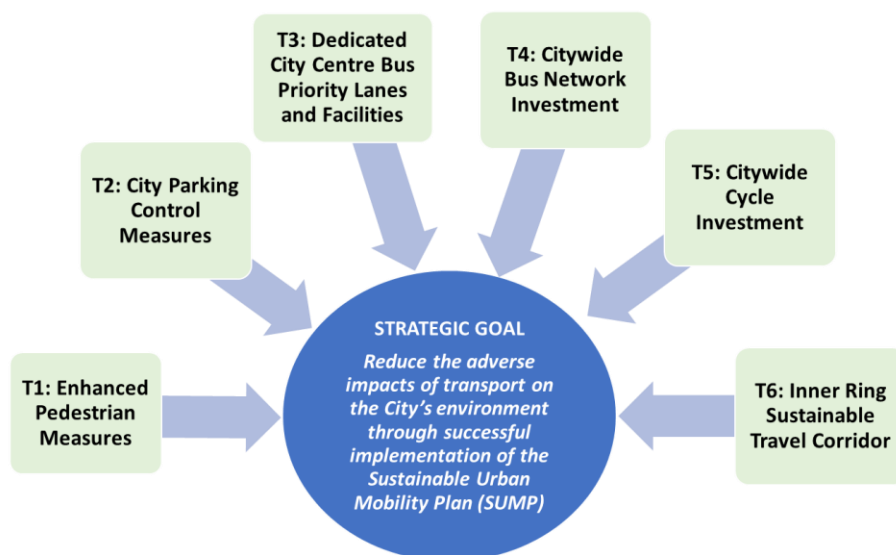 T1: Enhanced
Pedestrian
Measures
T2: City Parking
Control
Measures
T3: Dedicated
City Centre Bus
Priority Lanes
and Facilities
T4: Citywide
Bus Network
Investment
T5: Citywide
Cycle
Investment
T6: Inner Ring
Sustainable
Travel Corridor
STRATEGIC GOAL
Reduce the adverse
impacts of transport on
the City's environment
through successful
implementation of the
Sustainable Urban
Mobility Plan (SUMP)